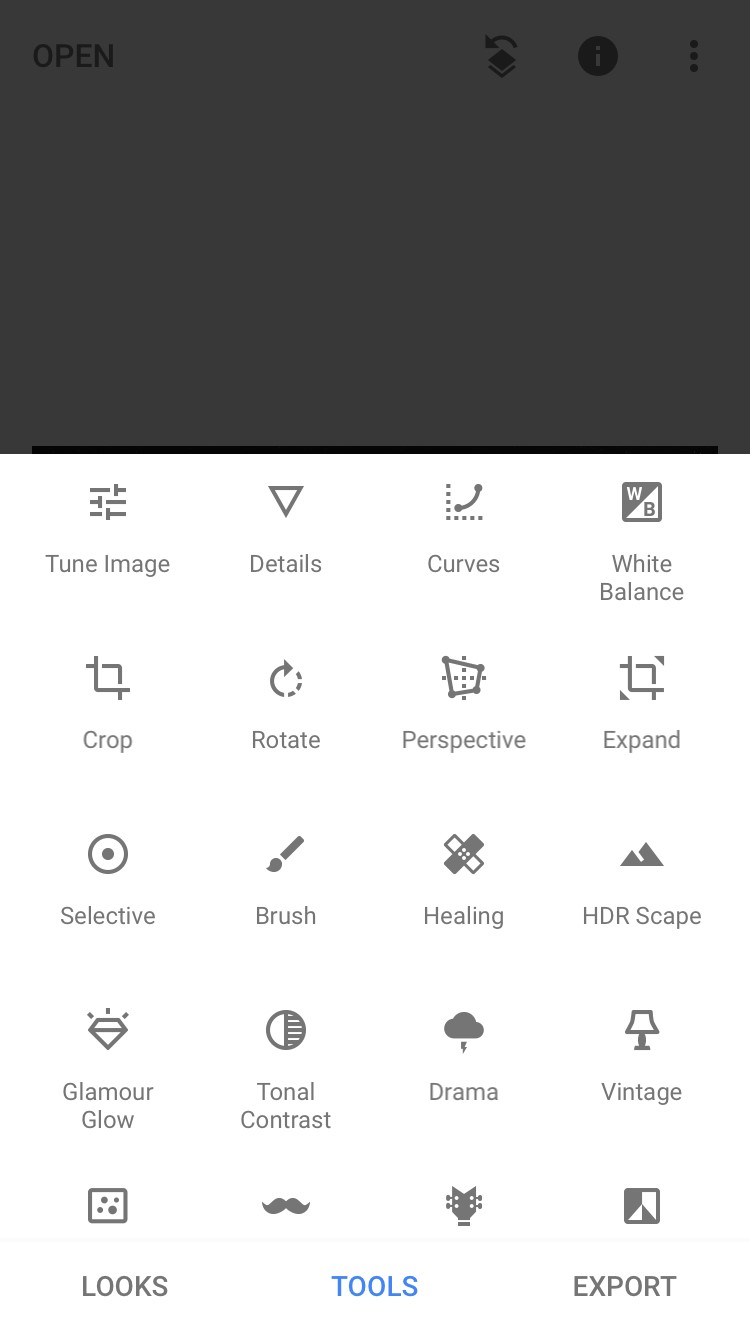 OPEN
Tune Image
Details
Curves
W
B
White
Balance
Crop
Rotate
Perspective
Expand
Selective
Brush
Healing
HDR Scape
Glamour
Glow
Tonal
Contrast
Drama
Vintage
LOOKS
TOOLS
EXPORT